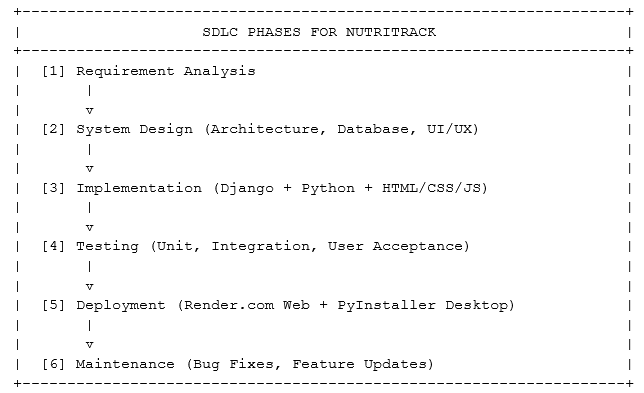 SDLC PHASES FOR NUTRITRACK
[1] Requirement Analysis
[2] System Design (Architecture, Database, UI/UX)
[3] Implementation (Django + Python + HTML/CSS/JS)
[4] Testing (Unit, Integration, User Acceptance)
[5] Deployment (Render.com Web + PyInstaller Desktop)
[6] Maintenance (Bug Fixes, Feature Updates)